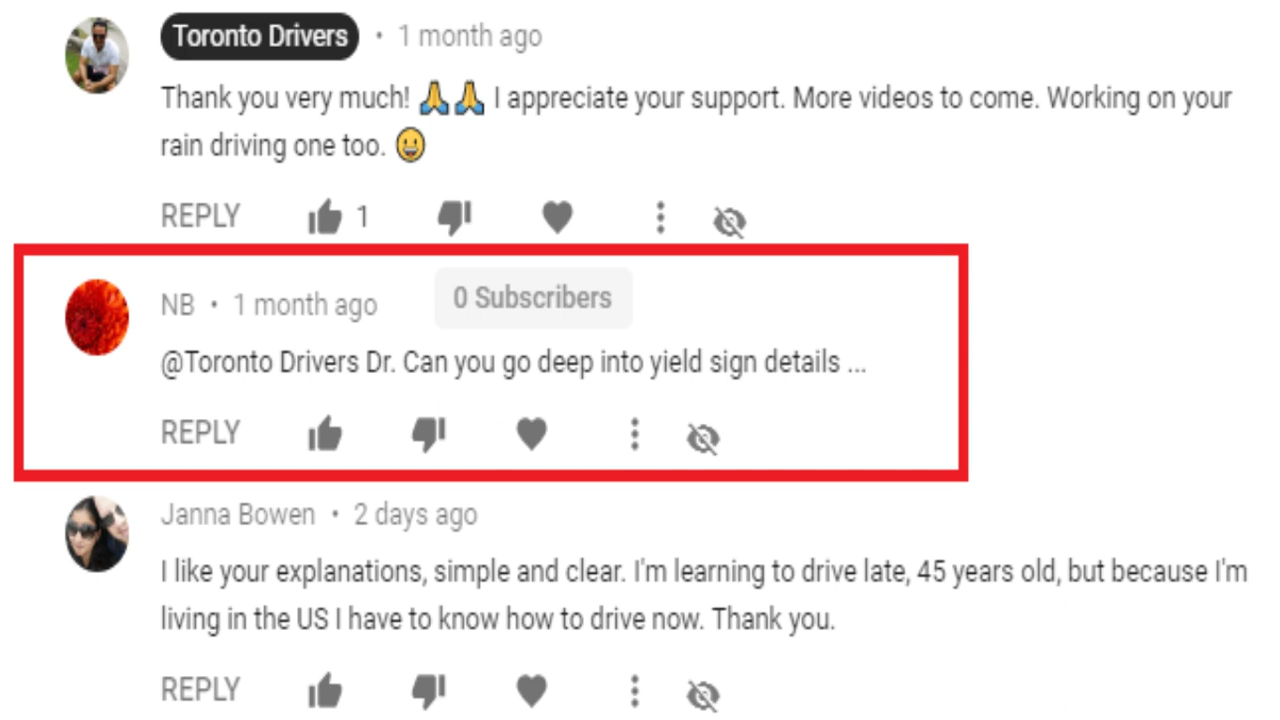 Toronto Drivers • 1 month ago
Thank you very much! 🙏🙏 I appreciate your support. More videos to come. Working on your
rain driving one too. 😀
REPLY 1
NB • 1 month ago 0 Subscribers
@Toronto Drivers Dr. Can you go deep into yield sign details ...
REPLY
Janna Bowen • 2 days ago
I like your explanations, simple and clear. I'm learning to drive late, 45 years old, but because I'm
living in the US I have to know how to drive now. Thank you.
REPLY